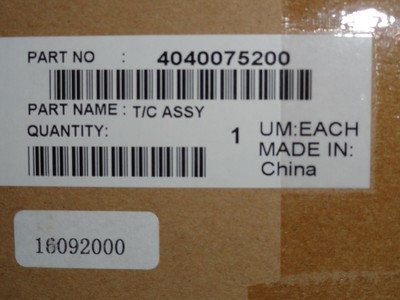 PART NO : 4040075200
PART NAME : T/C ASSY
QUANTITY: 1 UM:EACH
MADE IN:
China
16092000